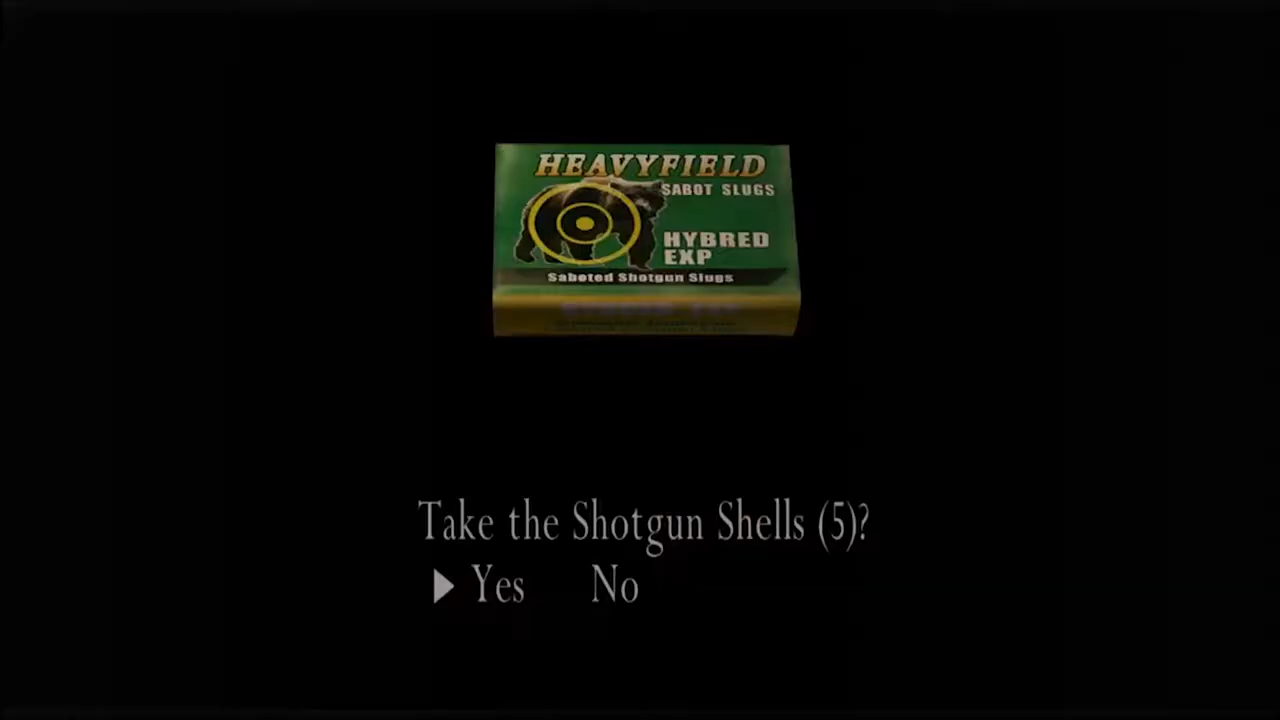 HEAVYFIELD
SABOT SLUGS
HYBRED
EXP
Saboted Shotgun Slugs
Take the Shotgun Shells (5)?
Yes No